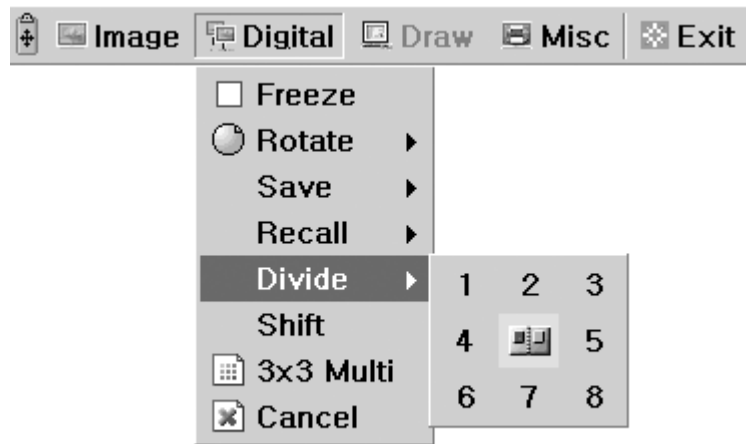 Image Digital Draw Misc Exit
Freeze
Rotate
Save
Recall
Divide
1 2 3
Shift
4 5
3x3 Multi
6 7 8
Cancel